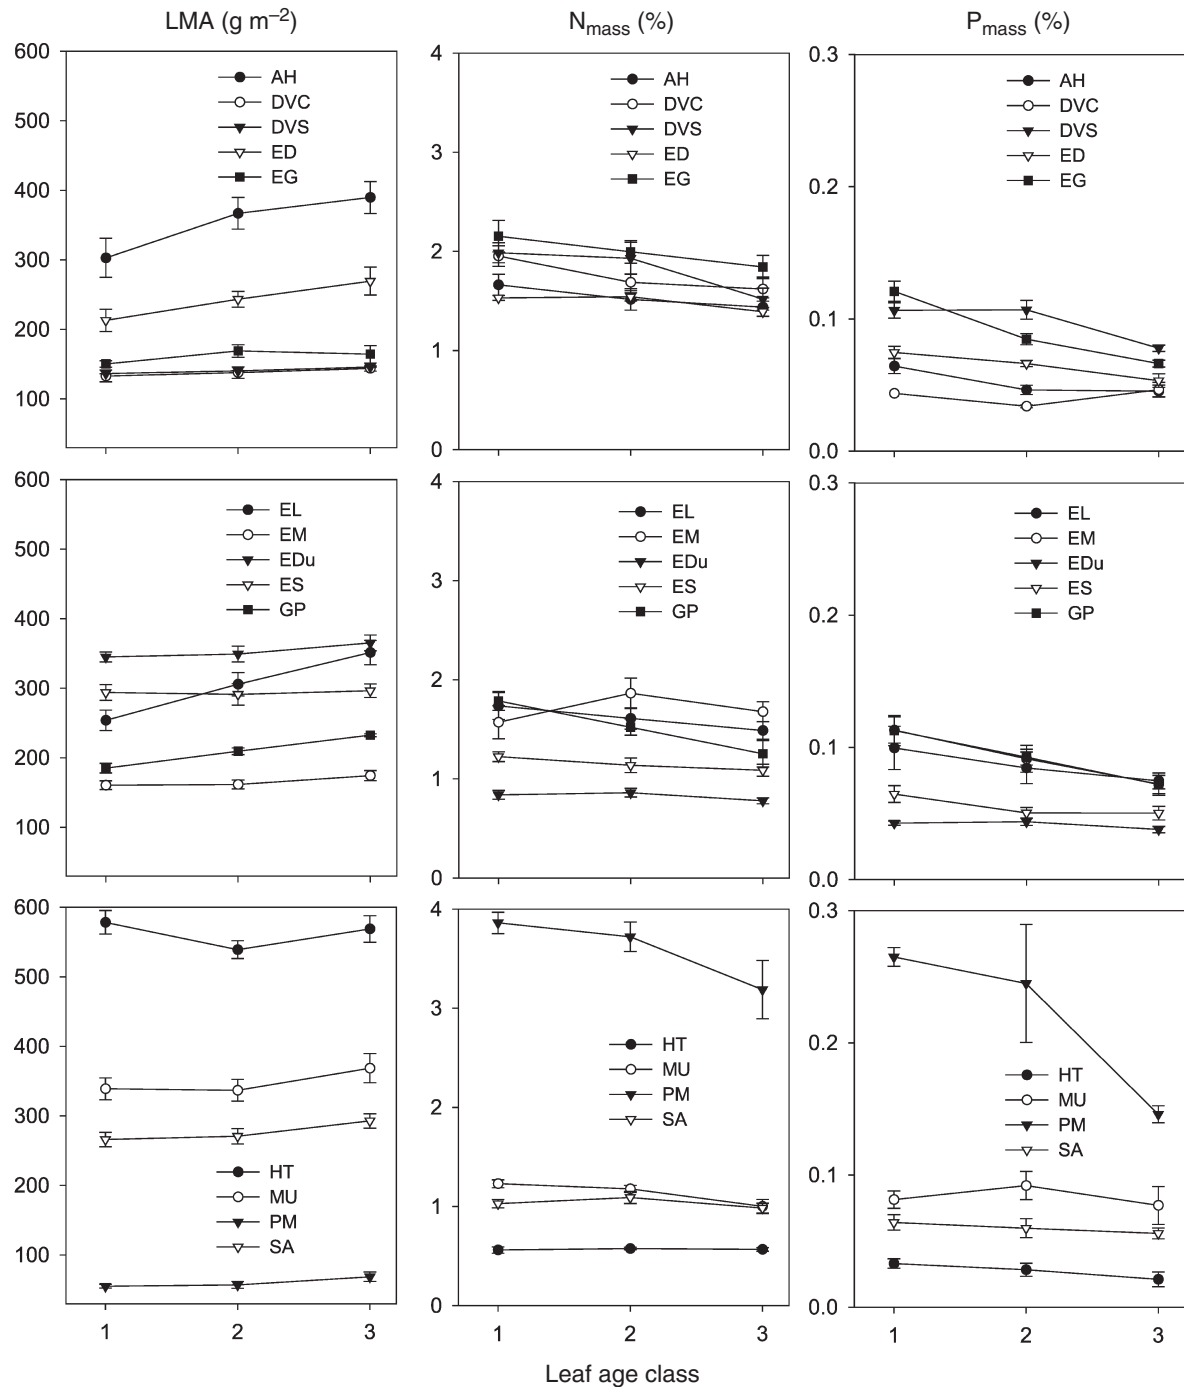 LMA (g m–2)
Nmass (%)
Pmass (%)
600
500
400
300
200
100
AH
DVC
DVS
ED
EG
4
3
2
1
0
AH
DVC
DVS
ED
EG
0.3
0.2
0.1
0.0
AH
DVC
DVS
ED
EG
600
500
400
300
200
100
EL
EM
EDu
ES
GP
4
3
2
1
0
EL
EM
EDu
ES
GP
0.3
0.2
0.1
0.0
EL
EM
EDu
ES
GP
600
500
400
300
200
100
HT
MU
PM
SA
1 2 3
4
3
2
1
0
HT
MU
PM
SA
1 2 3
0.3
0.2
0.1
0.0
HT
MU
PM
SA
1 2 3
Leaf age class